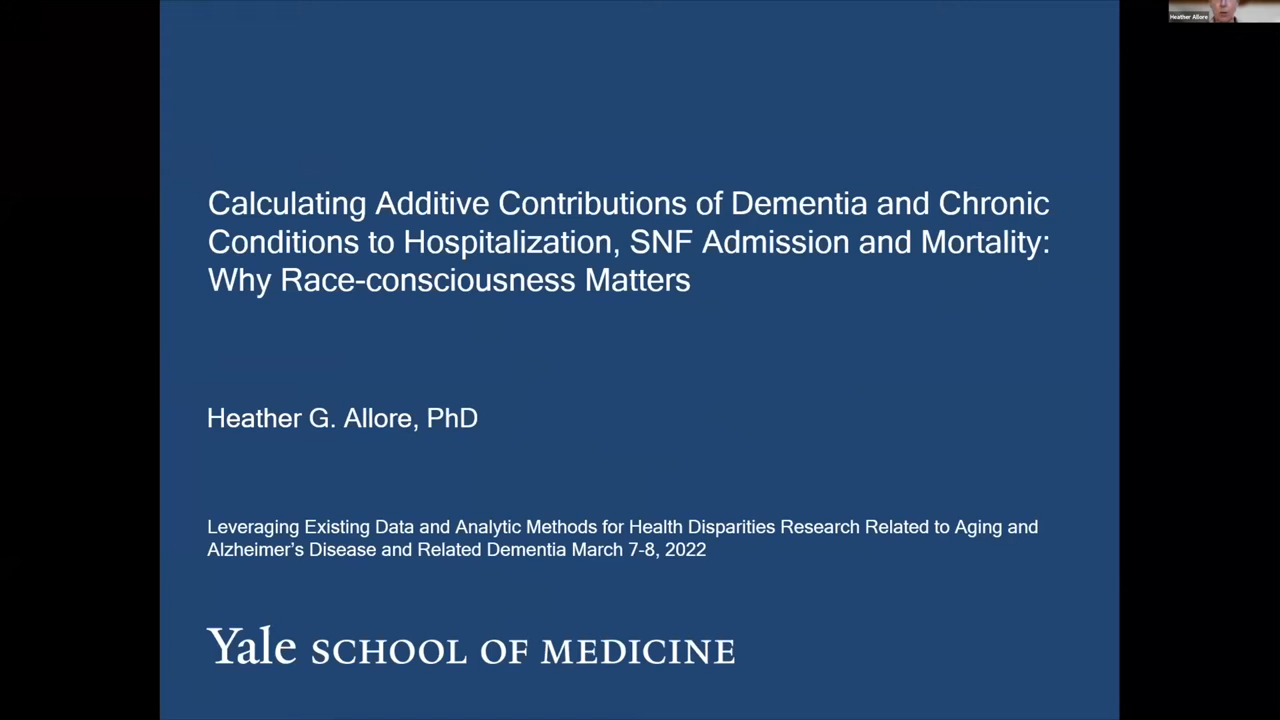 Heather Allore
Calculating Additive Contributions of Dementia and Chronic
Conditions to Hospitalization, SNF Admission and Mortality:
Why Race-consciousness Matters
Heather G. Allore, PhD
Leveraging Existing Data and Analytic Methods for Health Disparities Research Related to Aging and
Alzheimer’s Disease and Related Dementia March 7-8, 2022
Yale SCHOOL OF MEDICINE